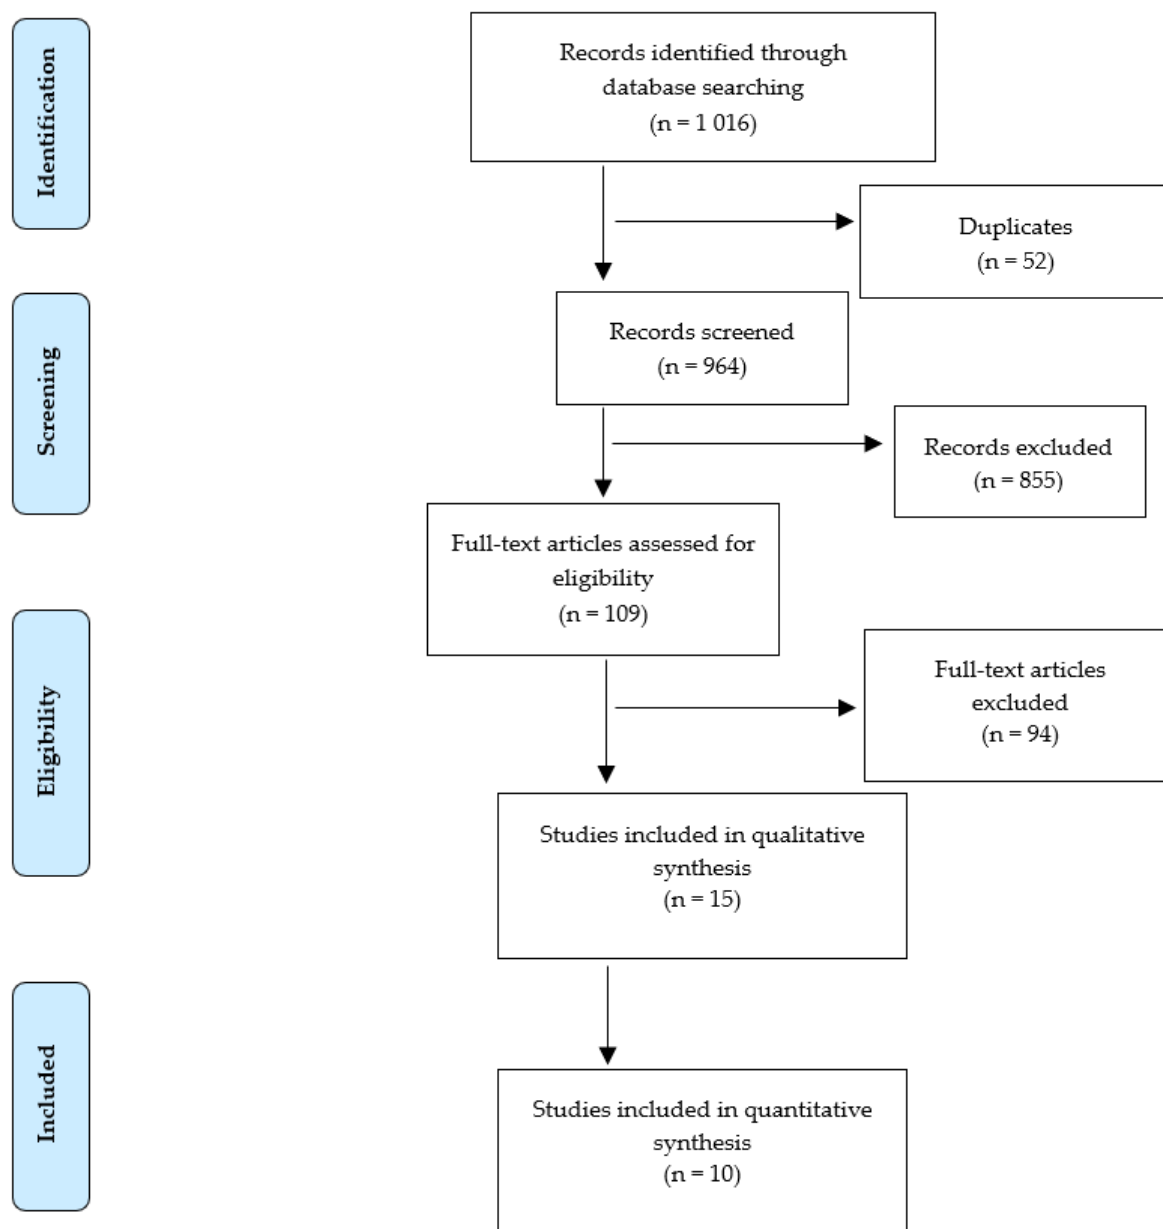 Identification
Records identified through
database searching
(n = 1 016)
Duplicates
(n = 52)
Screening
Records screened
(n = 964)
Records excluded
(n = 855)
Full-text articles assessed for
eligibility
(n = 109)
Eligibility
Full-text articles
excluded
(n = 94)
Studies included in qualitative
synthesis
(n = 15)
Included
Studies included in quantitative
synthesis
(n = 10)